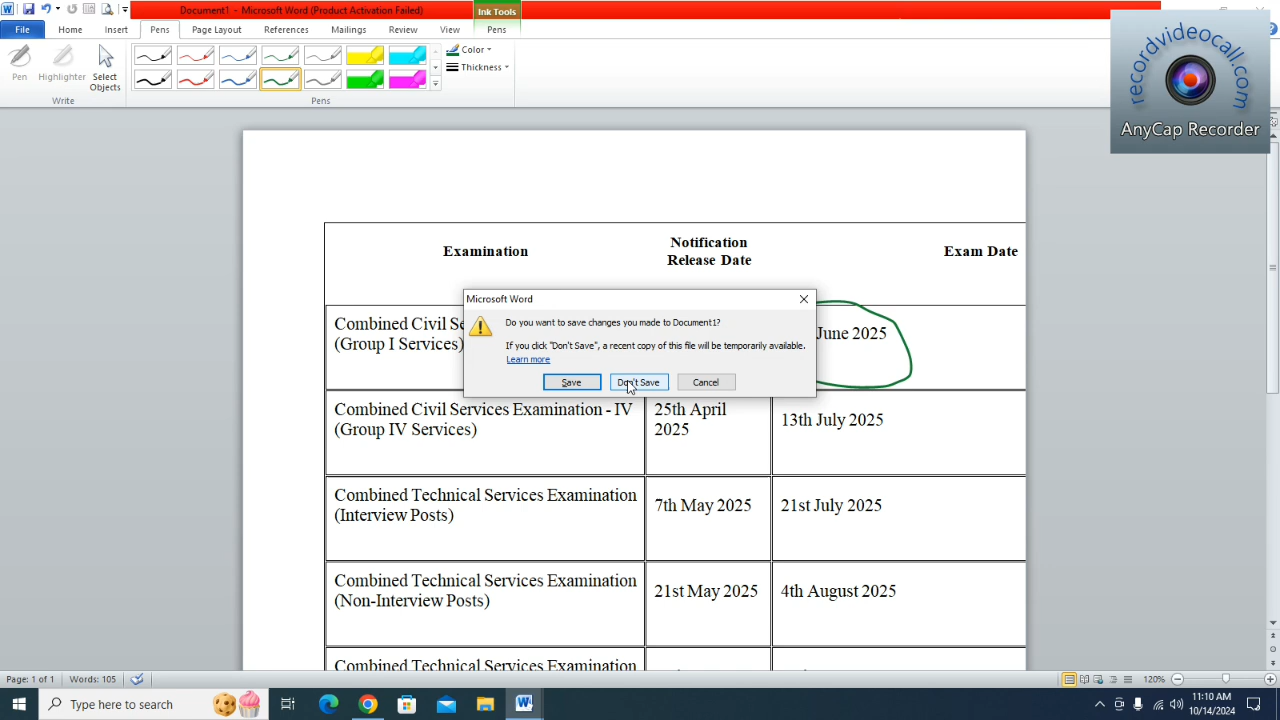 Document1 - Microsoft Word (Product Activation Failed)
Ink Tools
File
Home
Insert
Pens
Page Layout
References
Mailings
Review
View
Pens
Pen
Highlighter
Select
Objects
Color
Thickness
Write
Pens
recordvideocall.com
AnyCap Recorder
Examination
Notification
Release Date
Exam Date
Microsoft Word
Do you want to save changes you made to Document1?
If you click "Don't Save", a recent copy of this file will be temporarily available.
Learn more
Save
Don't Save
Cancel
Combined Civil Se
(Group I Services)
June 2025
Combined Civil Services Examination - IV
(Group IV Services)
25th April
2025
13th July 2025
Combined Technical Services Examination
(Interview Posts)
7th May 2025
21st July 2025
Combined Technical Services Examination
(Non-Interview Posts)
21st May 2025
4th August 2025
Combined Technical Services Examination
Page: 1 of 1
Words: 105
120%
Type here to search
11:10 AM
10/14/2024